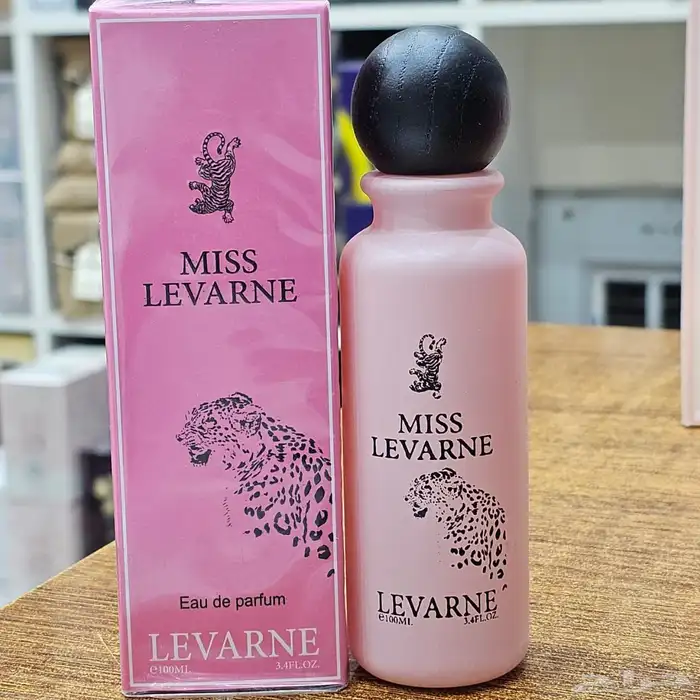 MISS
LEVARNE
Eau de parfum
LEVARNE
e100ML 3.4FL.OZ.
MISS
LEVARNE
LEVARNE
e100ML 3.4FL.OZ.